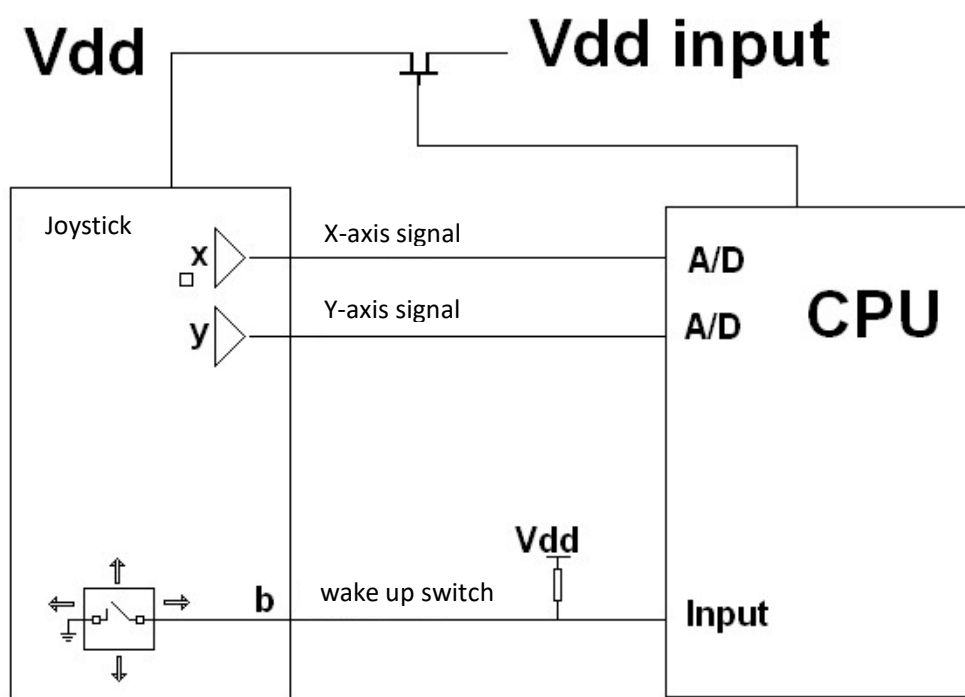 Vdd
Vdd input
Joystick
X-axis signal
x
A/D
CPU
Y-axis signal
y
A/D
Vdd
b
wake up switch
Input